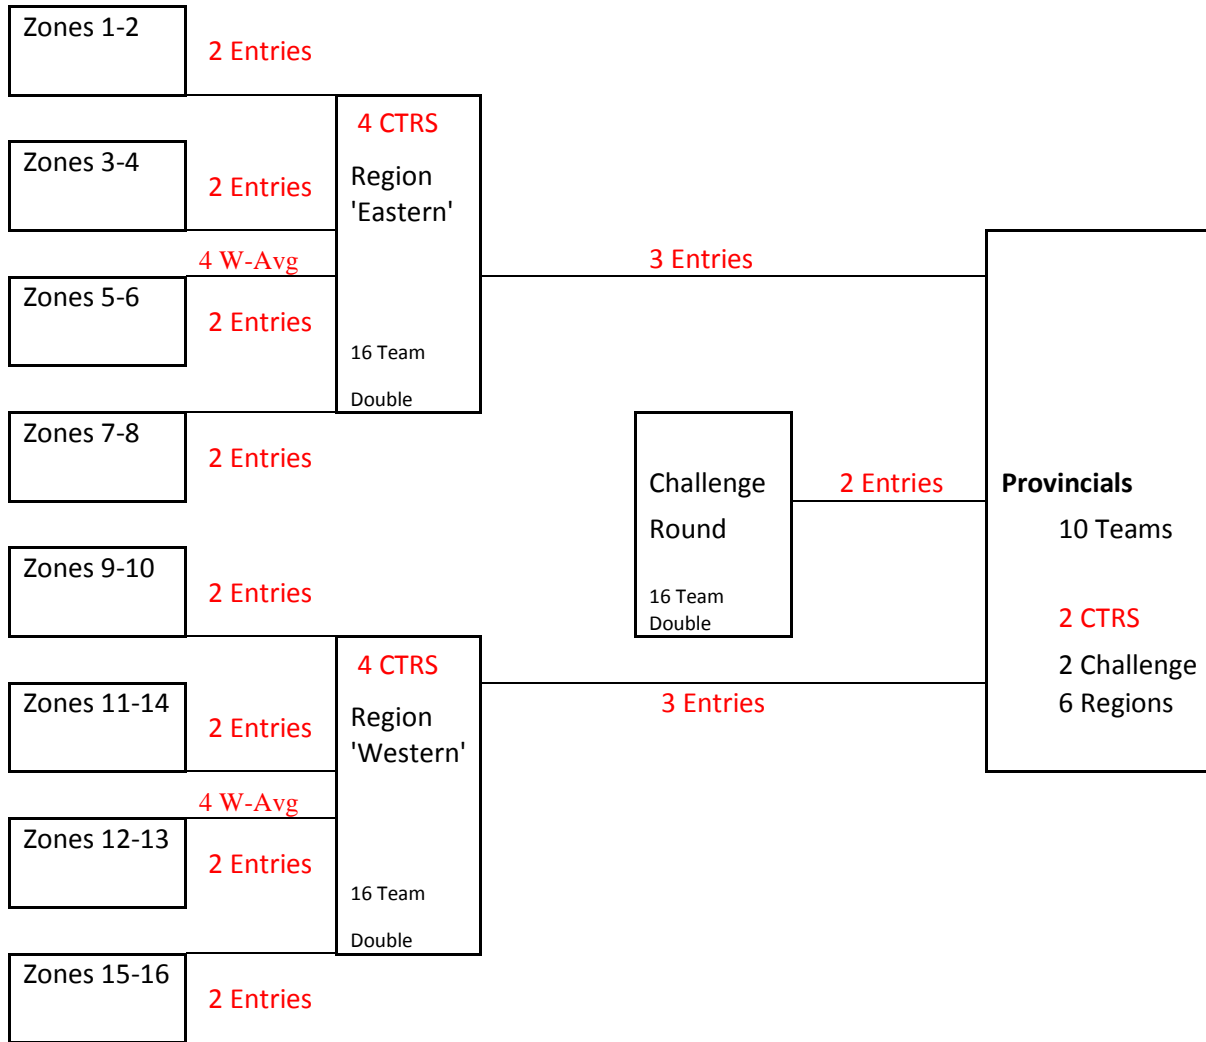 Zones 1-2
2 Entries
4 CTRS
Zones 3-4
2 Entries
Region
'Eastern'
4 W-Avg
3 Entries
Zones 5-6
2 Entries
16 Team
Double
Zones 7-8
2 Entries
Challenge
Round
16 Team
Double
2 Entries
Provincials
10 Teams
2 CTRS
2 Challenge
6 Regions
Zones 9-10
2 Entries
4 CTRS
Zones 11-14
2 Entries
Region
'Western'
3 Entries
4 W-Avg
Zones 12-13
2 Entries
16 Team
Double
Zones 15-16
2 Entries